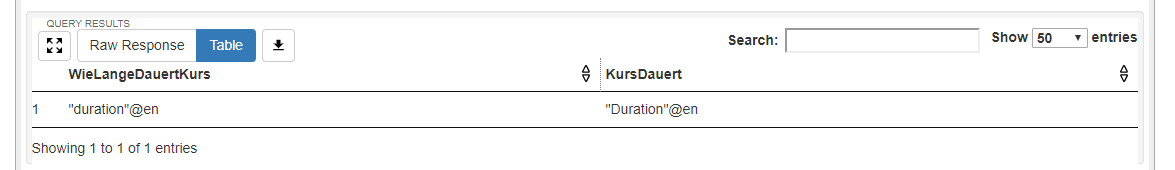 QUERY RESULTS
Raw Response Table Search: Show 50 entries
WieLangeDauertKurs KursDauert
1 "duration"@en "Duration"@en
Showing 1 to 1 of 1 entries